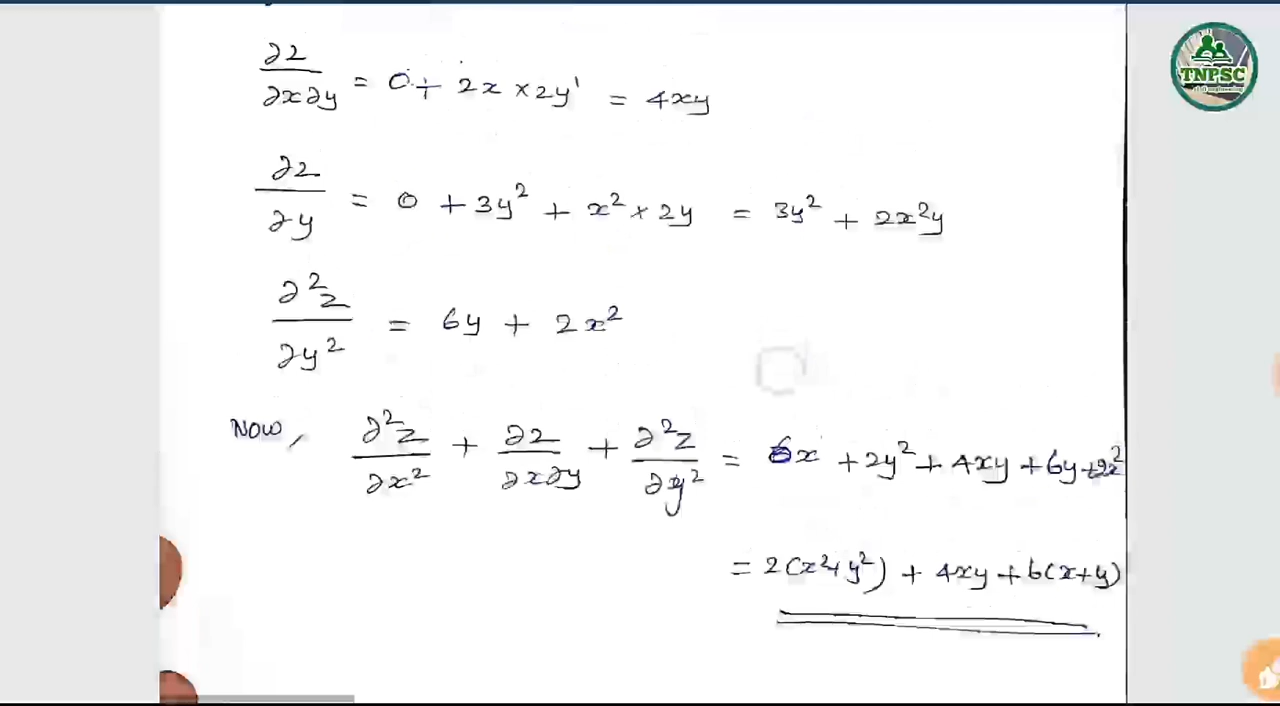 TNPSC
∂z/∂x∂y = 0 + 2x × 2y' = 4xy
∂z/∂y = 0 + 3y² + x² × 2y = 3y² + 2x²y
∂²z/∂y² = 6y + 2x²
Now, ∂²z/∂x² + ∂z/∂x∂y + ∂²z/∂y² = 6x + 2y² + 4xy + 6y + 2x²
= 2(x²+y²) + 4xy + 6(x+y)